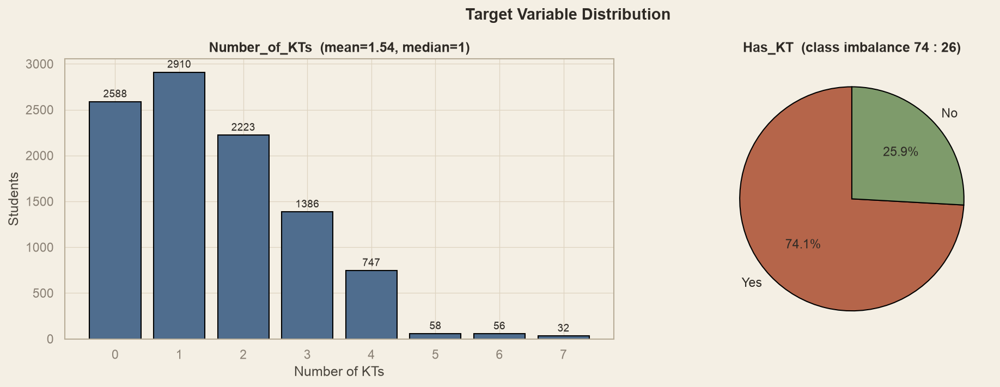 Target Variable Distribution
Number_of_KTs (mean=1.54, median=1)
3000
2500
2000
1500
1000
500
0
Students
2588
2910
2223
1386
747
58
56
32
0 1 2 3 4 5 6 7
Number of KTs
Has_KT (class imbalance 74 : 26)
No
25.9%
74.1%
Yes